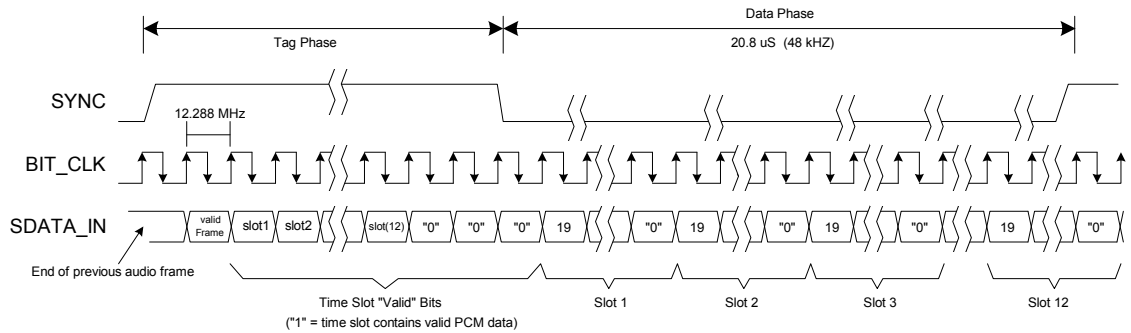 Data Phase
Tag Phase
20.8 uS (48 kHZ)
SYNC
12.288 MHz
BIT_CLK
SDATA_IN
valid Frame slot1 slot2 slot(12) "0" "0" "0" 19 "0" 19 "0" 19 "0" 19 "0"
End of previous audio frame
Time Slot "Valid" Bits Slot 1 Slot 2 Slot 3 Slot 12
("1" = time slot contains valid PCM data)